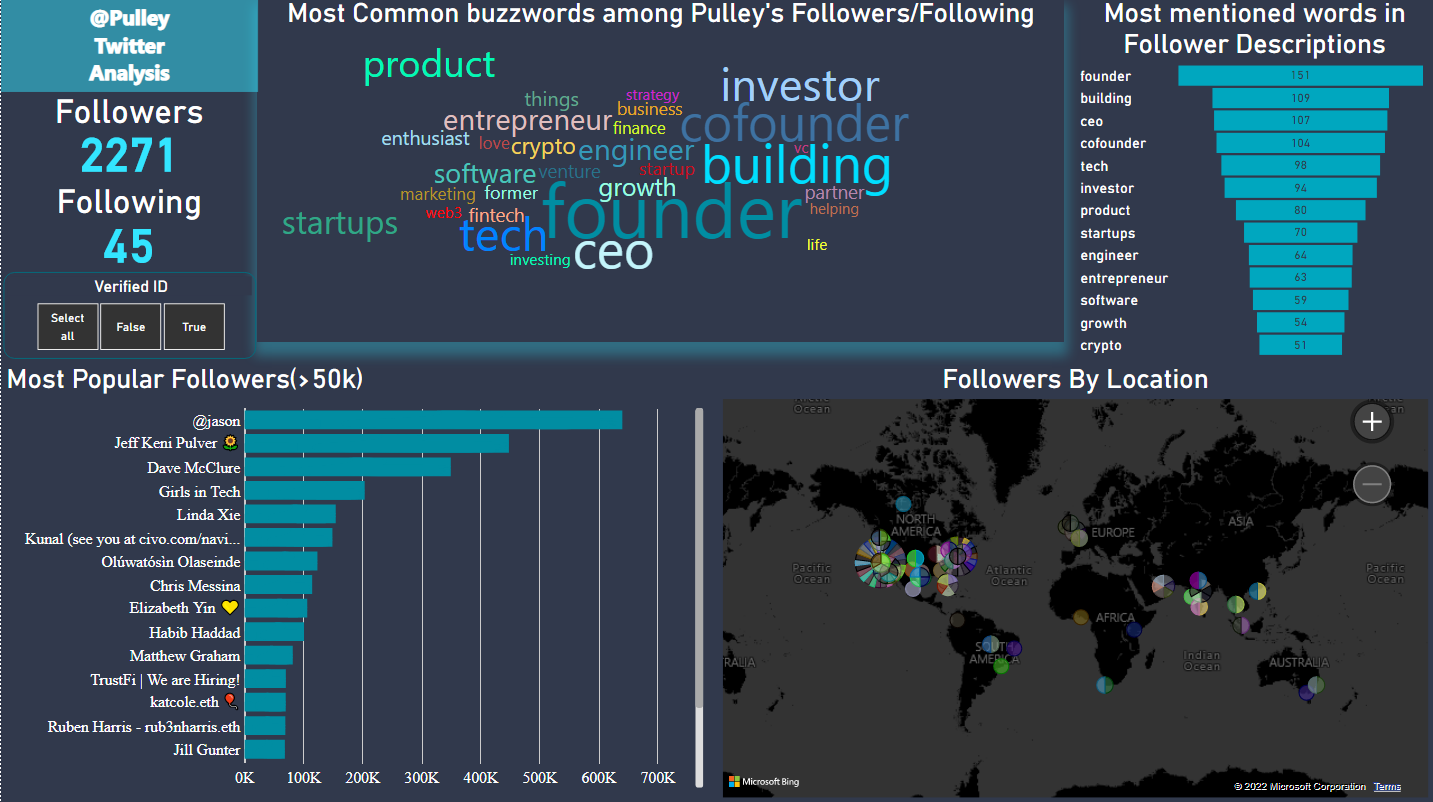 @Pulley
Twitter
Analysis
Followers
2271
Following
45
Verified ID
Select
all
False
True
Most Common buzzwords among Pulley's Followers/Following
product
investor
things
strategy
business
entrepreneur
finance
cofounder
enthusiast
love
crypto
engineer
vc
building
software
venture
startup
growth
marketing
former
partner
founder
helping
web3
fintech
startups
tech
ceo
life
investing
Most mentioned words in
Follower Descriptions
founder 151
building 109
ceo 107
cofounder 104
tech 98
investor 94
product 80
startups 70
engineer 64
entrepreneur 63
software 59
growth 54
crypto 51
Most Popular Followers(>50k)
@jason
Jeff Keni Pulver 🌻
Dave McClure
Girls in Tech
Linda Xie
Kunal (see you at civo.com/navi...
Olúwatósìn Olaseinde
Chris Messina
Elizabeth Yin 💛
Habib Haddad
Matthew Graham
TrustFi | We are Hiring!
katcole.eth 🎈
Ruben Harris - rub3nharris.eth
Jill Gunter
0K 100K 200K 300K 400K 500K 600K 700K
Followers By Location
Ocean
Ocean
NORTH
AMERICA
EUROPE
ASIA
Pacific
Ocean
Atlantic
Ocean
Pacific
Ocean
AFRICA
SOUTH
AMERICA
Indian
Ocean
RALIA
AUSTRALIA
Microsoft Bing
© 2022 Microsoft Corporation Terms